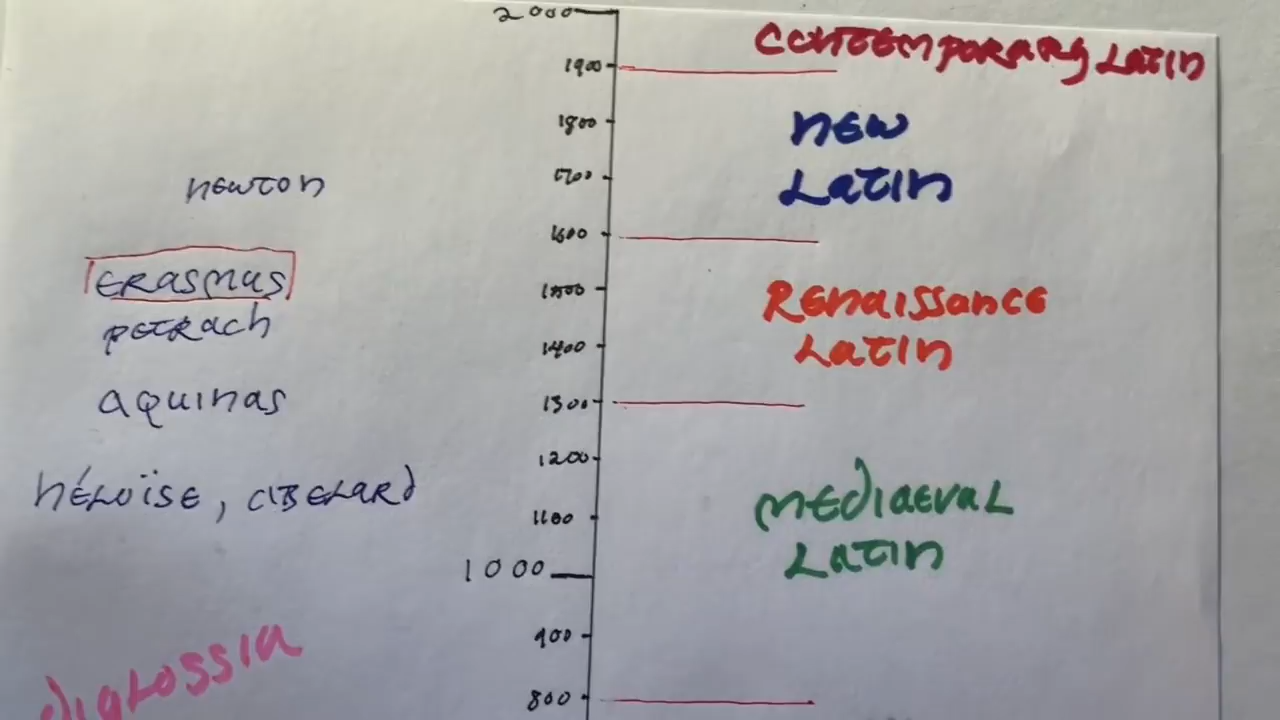 2000
CONTEMPORARY LATIN
1900
NEW
1800
LATIN
1700
NEWTON
1600
ERASMUS
1500
RENAISSANCE
PETRACH
1400
LATIN
AQUINAS
1300
1200
HÉLOÏSE, ABELARD
MEDIAEVAL
1100
LATIN
1000
900
DIGLOSSIA
800